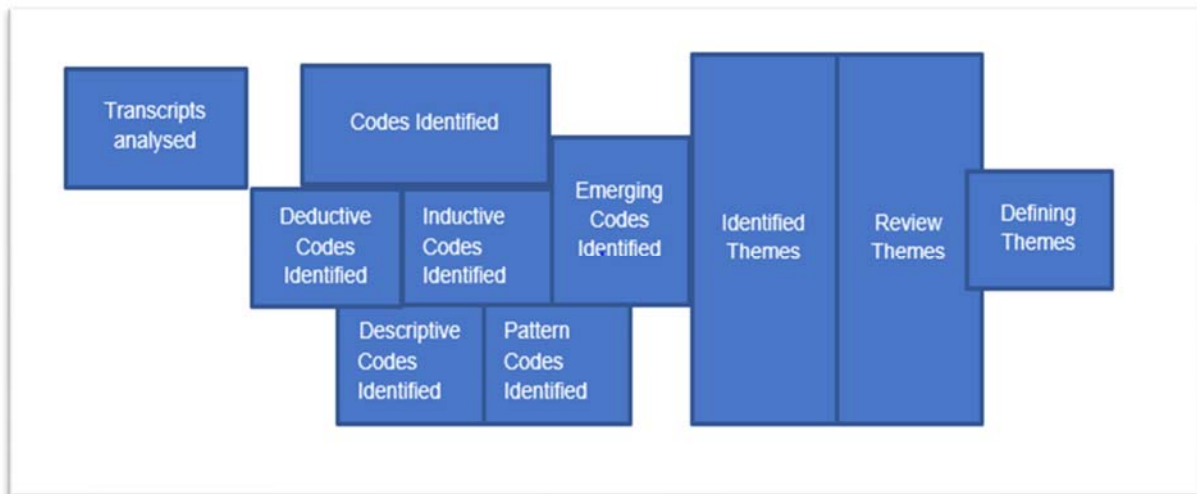 Transcripts
analysed
Codes Identified
Deductive
Codes
Identified
Inductive
Codes
Identified
Emerging
Codes
Identified
Descriptive
Codes
Identified
Pattern
Codes
Identified
Identified
Themes
Review
Themes
Defining
Themes